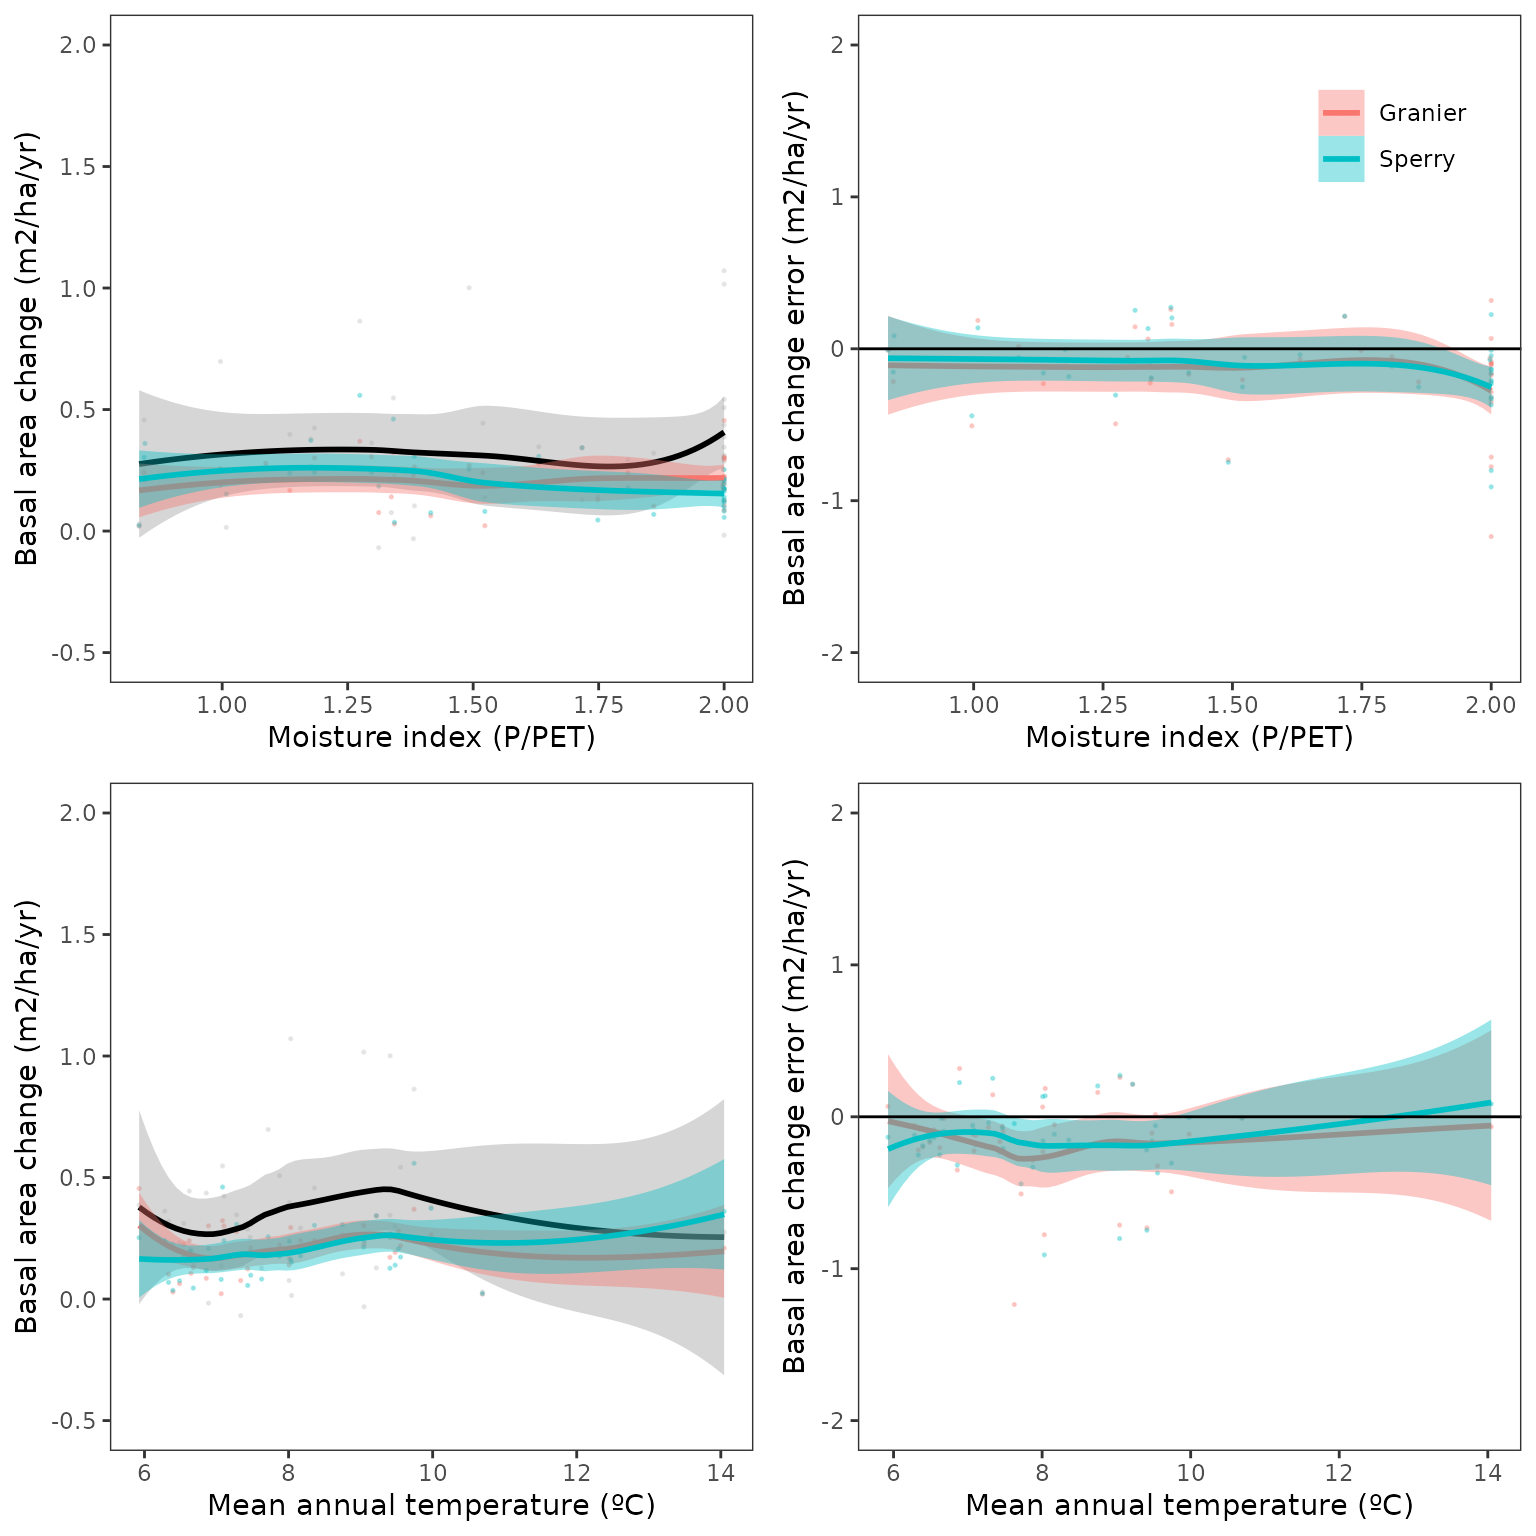 2.0
1.5
1.0
0.5
0.0
-0.5
Basal area change (m2/ha/yr)
1.00 1.25 1.50 1.75 2.00
Moisture index (P/PET)
2
1
0
-1
-2
Basal area change error (m2/ha/yr)
Granier
Sperry
1.00 1.25 1.50 1.75 2.00
Moisture index (P/PET)
2.0
1.5
1.0
0.5
0.0
-0.5
Basal area change (m2/ha/yr)
6 8 10 12 14
Mean annual temperature (ºC)
2
1
0
-1
-2
Basal area change error (m2/ha/yr)
6 8 10 12 14
Mean annual temperature (ºC)